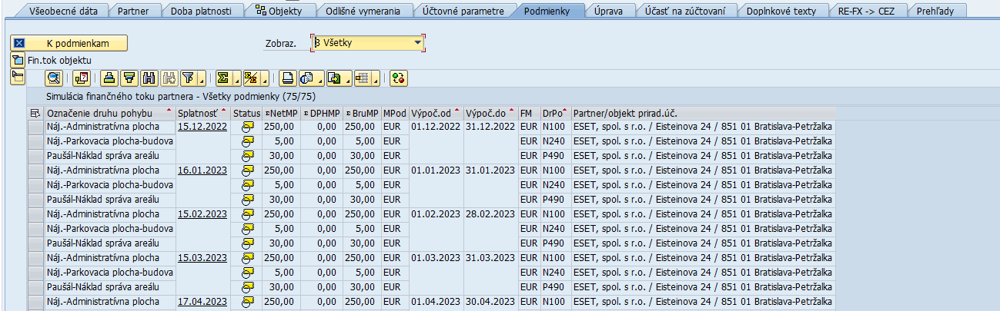 Všeobecné dáta Partner Doba platnosti Objekty Odlišné vymerania Účtovné parametre Podmienky Úprava Účasť na zúčtovaní Doplnkové texty RE-FX -> CEZ Prehľady
K podmienkam Zobraz. 3 Všetky
Fin.tok objektu
Simulácia finančného toku partnera - Všetky podmienky (75/75)
Označenie druhu pohybu Splatnosť Status ΣNetMP Σ DPHMP Σ BruMP MPod Výpoč.od Výpoč.do FM DrPo Partner/objekt prirad.úč.
Náj.-Administratívna plocha 15.12.2022 250,00 0,00 250,00 EUR 01.12.2022 31.12.2022 EUR N100 ESET, spol. s r.o. / Eisteinova 24 / 851 01 Bratislava-Petržalka
Náj.-Parkovacia plocha-budova 5,00 0,00 5,00 EUR EUR N240 ESET, spol. s r.o. / Eisteinova 24 / 851 01 Bratislava-Petržalka
Paušál-Náklad správa areálu 30,00 0,00 30,00 EUR EUR P490 ESET, spol. s r.o. / Eisteinova 24 / 851 01 Bratislava-Petržalka
Náj.-Administratívna plocha 16.01.2023 250,00 0,00 250,00 EUR 01.01.2023 31.01.2023 EUR N100 ESET, spol. s r.o. / Eisteinova 24 / 851 01 Bratislava-Petržalka
Náj.-Parkovacia plocha-budova 5,00 0,00 5,00 EUR EUR N240 ESET, spol. s r.o. / Eisteinova 24 / 851 01 Bratislava-Petržalka
Paušál-Náklad správa areálu 30,00 0,00 30,00 EUR EUR P490 ESET, spol. s r.o. / Eisteinova 24 / 851 01 Bratislava-Petržalka
Náj.-Administratívna plocha 15.02.2023 250,00 0,00 250,00 EUR 01.02.2023 28.02.2023 EUR N100 ESET, spol. s r.o. / Eisteinova 24 / 851 01 Bratislava-Petržalka
Náj.-Parkovacia plocha-budova 5,00 0,00 5,00 EUR EUR N240 ESET, spol. s r.o. / Eisteinova 24 / 851 01 Bratislava-Petržalka
Paušál-Náklad správa areálu 30,00 0,00 30,00 EUR EUR P490 ESET, spol. s r.o. / Eisteinova 24 / 851 01 Bratislava-Petržalka
Náj.-Administratívna plocha 15.03.2023 250,00 0,00 250,00 EUR 01.03.2023 31.03.2023 EUR N100 ESET, spol. s r.o. / Eisteinova 24 / 851 01 Bratislava-Petržalka
Náj.-Parkovacia plocha-budova 5,00 0,00 5,00 EUR EUR N240 ESET, spol. s r.o. / Eisteinova 24 / 851 01 Bratislava-Petržalka
Paušál-Náklad správa areálu 30,00 0,00 30,00 EUR EUR P490 ESET, spol. s r.o. / Eisteinova 24 / 851 01 Bratislava-Petržalka
Náj.-Administratívna plocha 17.04.2023 250,00 0,00 250,00 EUR 01.04.2023 30.04.2023 EUR N100 ESET, spol. s r.o. / Eisteinova 24 / 851 01 Bratislava-Petržalka